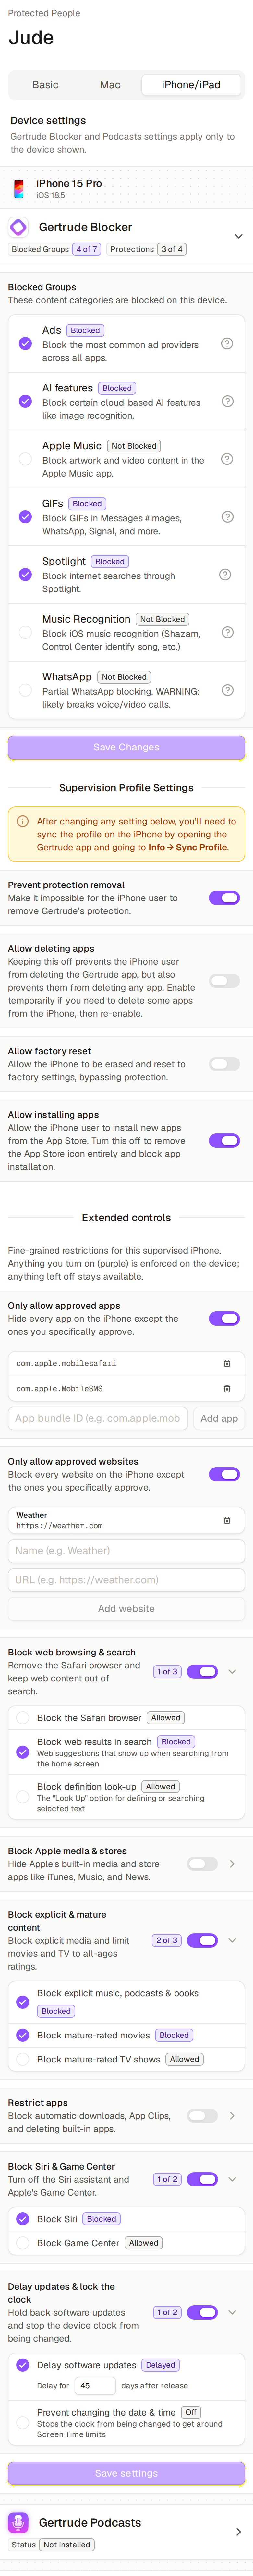 Protected People
Jude
Basic
Mac
iPhone/iPad
Device settings
Gertrude Blocker and Podcasts settings apply only to
the device shown.
iPhone 15 Pro
iOS 18.5
Gertrude Blocker
Blocked Groups 4 of 7 Protections 3 of 4
Blocked Groups
These content categories are blocked on this device.
Ads Blocked
Block the most common ad providers
across all apps.
AI features Blocked
Block certain cloud-based AI features
like image recognition.
Apple Music Not Blocked
Block artwork and video content in the
Apple Music app.
GIFs Blocked
Block GIFs in Messages #images,
WhatsApp, Signal, and more.
Spotlight Blocked
Block internet searches through
Spotlight.
Music Recognition Not Blocked
Block iOS music recognition (Shazam,
Control Center identify song, etc.)
WhatsApp Not Blocked
Partial WhatsApp blocking. WARNING:
likely breaks voice/video calls.
Save Changes
Supervision Profile Settings
After changing any setting below, you'll need to
sync the profile on the iPhone by opening the
Gertrude app and going to Info → Sync Profile.
Prevent protection removal
Make it impossible for the iPhone user to
remove Gertrude's protection.
Allow deleting apps
Keeping this off prevents the iPhone user
from deleting the Gertrude app, but also
prevents them from deleting any app. Enable
temporarily if you need to delete some apps
from the iPhone, then re-enable.
Allow factory reset
Allow the iPhone to be erased and reset to
factory settings, bypassing protection.
Allow installing apps
Allow the iPhone user to install new apps
from the App Store. Turn this off to remove
the App Store icon entirely and block app
installation.
Extended controls
Fine-grained restrictions for this supervised iPhone.
Anything you turn on (purple) is enforced on the device;
anything left off stays available.
Only allow approved apps
Hide every app on the iPhone except the
ones you specifically approve.
com.apple.mobilesafari
com.apple.MobileSMS
App bundle ID (e.g. com.apple.mob
Add app
Only allow approved websites
Block every website on the iPhone except
the ones you specifically approve.
Weather
https://weather.com
Name (e.g. Weather)
URL (e.g. https://weather.com)
Add website
Block web browsing & search
Remove the Safari browser and
keep web content out of
search.
1 of 3
Block the Safari browser Allowed
Block web results in search Blocked
Web suggestions that show up when searching from
the home screen
Block definition look-up Allowed
The "Look Up" option for defining or searching
selected text
Block Apple media & stores
Hide Apple's built-in media and store
apps like iTunes, Music, and News.
Block explicit & mature
content
Block explicit media and limit
movies and TV to all-ages
ratings.
2 of 3
Block explicit music, podcasts & books
Blocked
Block mature-rated movies Blocked
Block mature-rated TV shows Allowed
Restrict apps
Block automatic downloads, App Clips,
and deleting built-in apps.
Block Siri & Game Center
Turn off the Siri assistant and
Apple's Game Center.
1 of 2
Block Siri Blocked
Block Game Center Allowed
Delay updates & lock the
clock
Hold back software updates
and stop the device clock from
being changed.
1 of 2
Delay software updates Delayed
Delay for 45 days after release
Prevent changing the date & time Off
Stops the clock from being changed to get around
Screen Time limits
Save settings
Gertrude Podcasts
Status Not installed